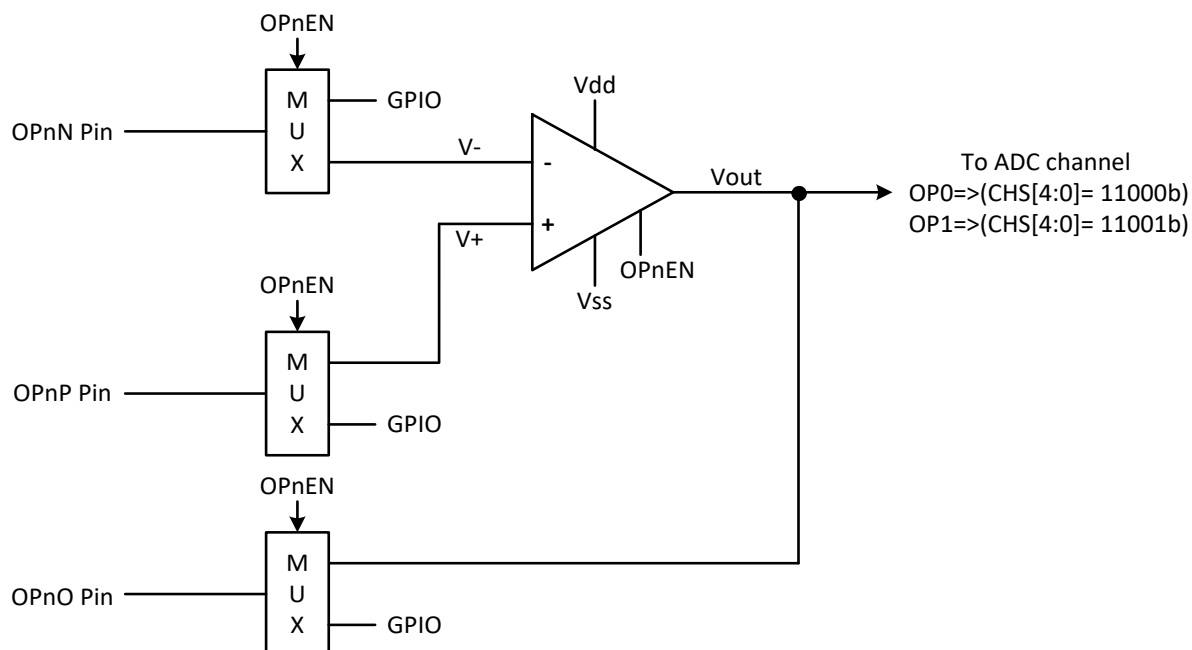 OPnEN
M
U
X
GPIO
OPnN Pin
V-
Vdd
-
+
V+
Vout
OPnEN
Vss
To ADC channel
OP0=>(CHS[4:0]= 11000b)
OP1=>(CHS[4:0]= 11001b)
OPnEN
M
U
X
OPnP Pin
GPIO
OPnEN
M
U
X
OPnO Pin
GPIO